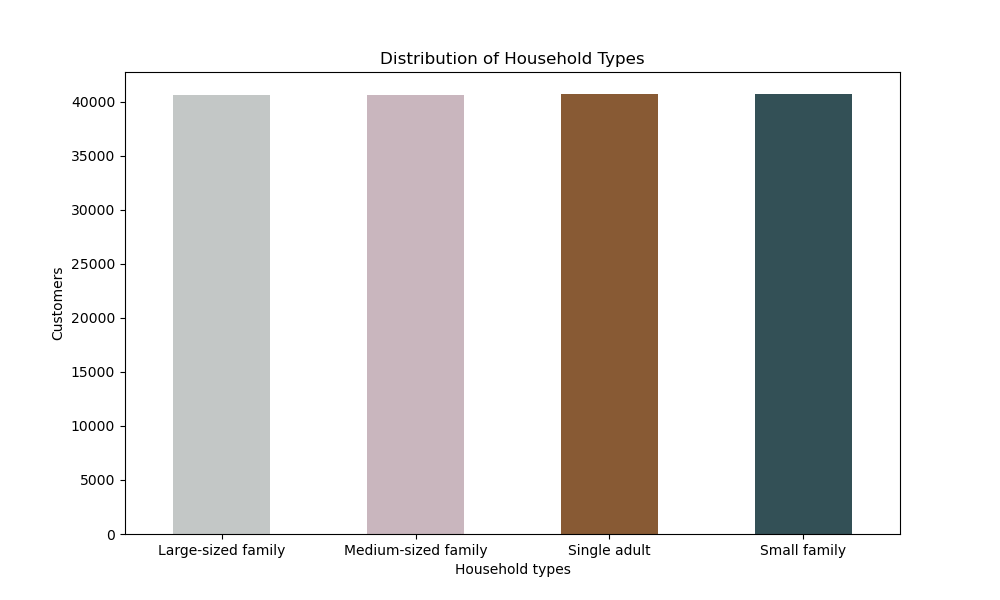 Distribution of Household Types
40000
35000
30000
25000
20000
15000
10000
5000
0
Customers
Large-sized family
Medium-sized family
Single adult
Small family
Household types